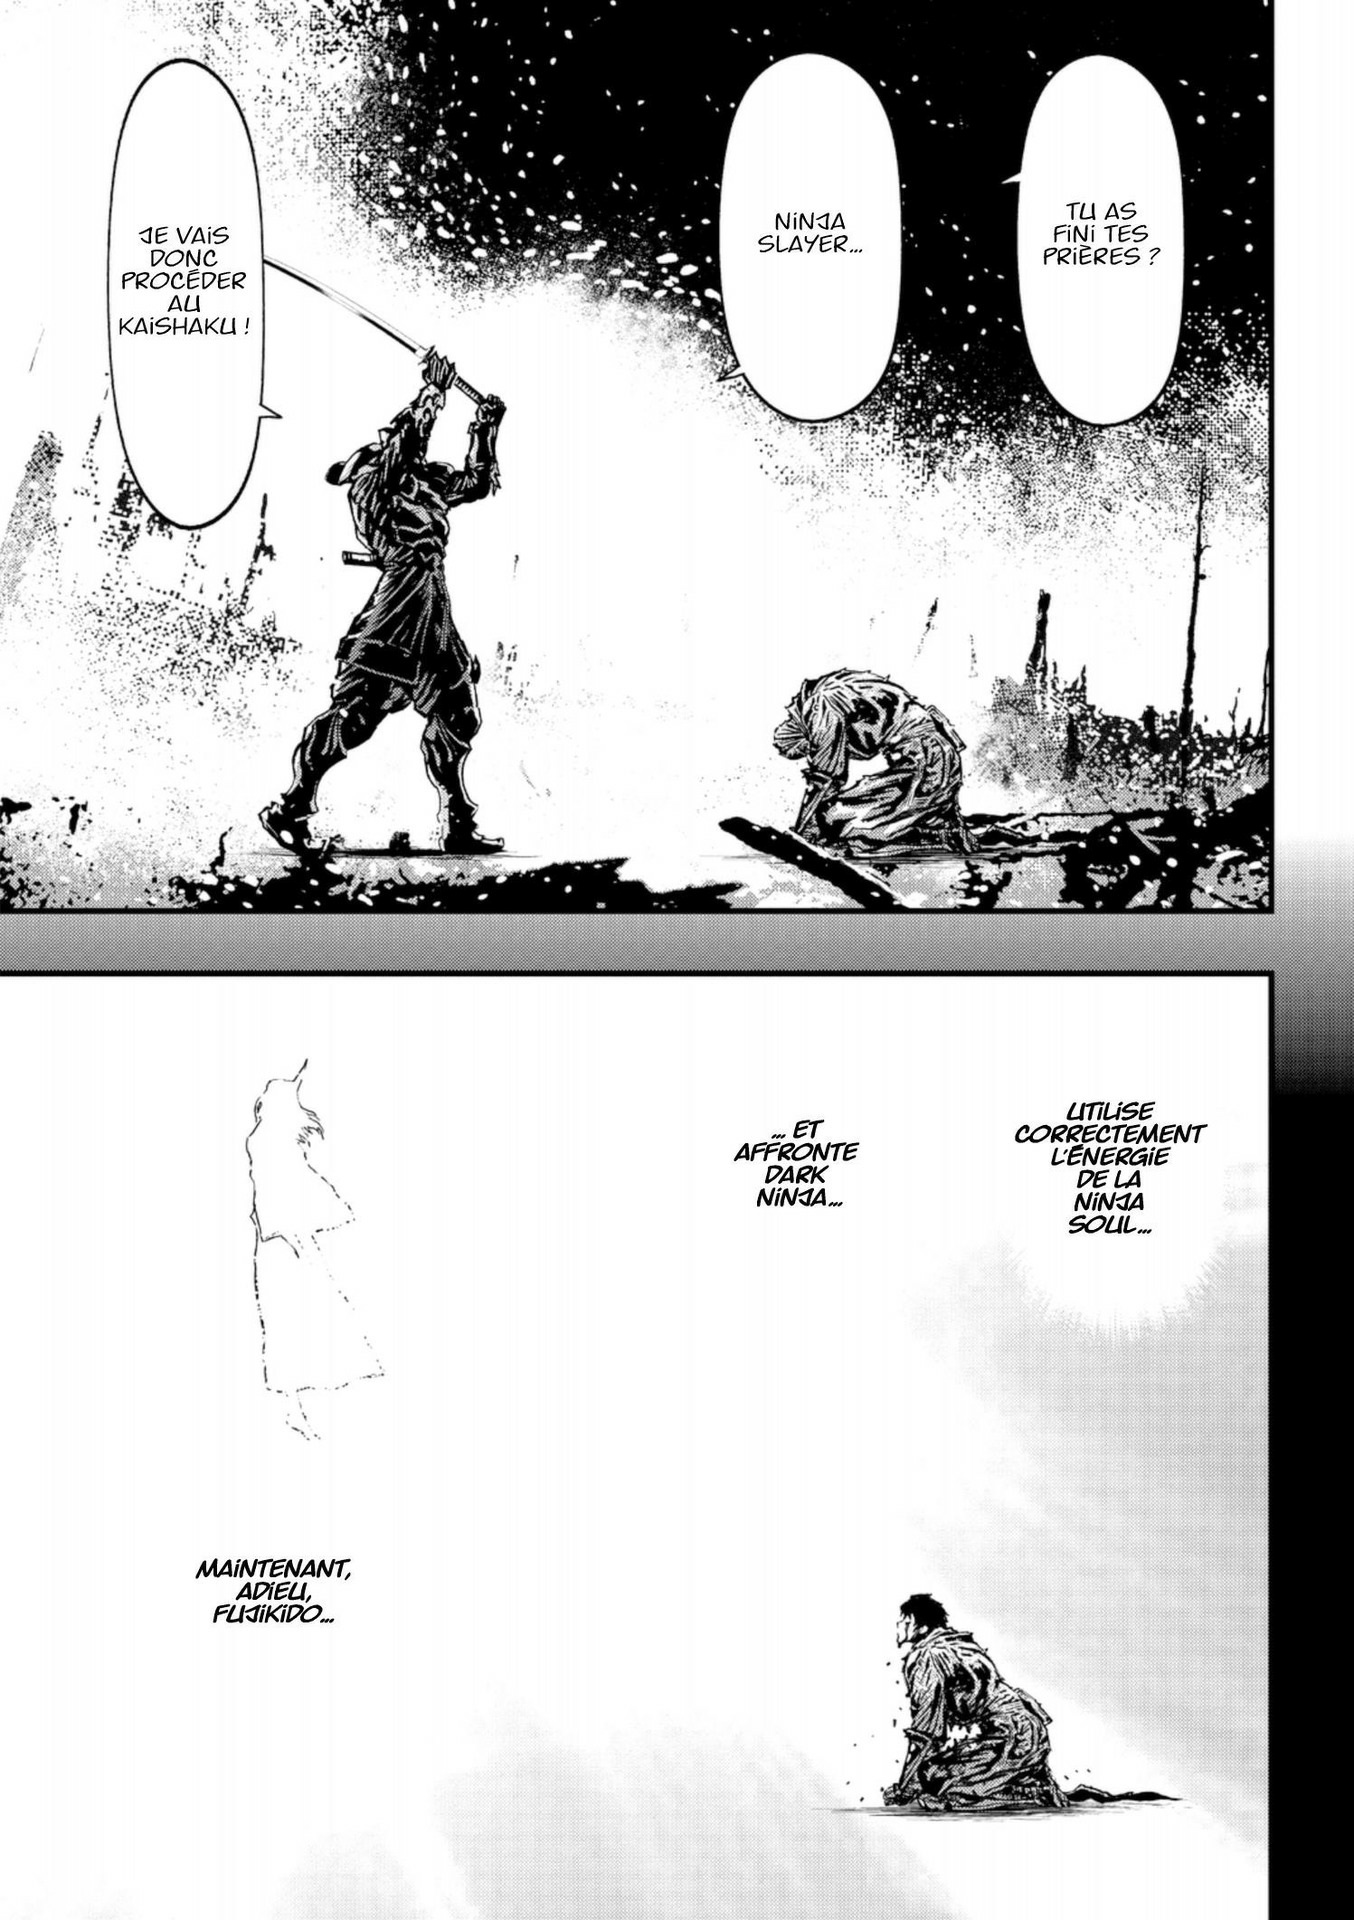 TU AS
FINI TES
PRIÈRES ?
NINJA
SLAYER...
JE VAIS
DONC
PROCÉDER
AU
KAISHAKU !
UTILISE
CORRECTEMENT
L'ÉNERGIE
DE LA
NINJA
SOUL...
... ET
AFFRONTE
DARK
NINJA...
MAINTENANT,
ADIEU,
FUJIKIDO...